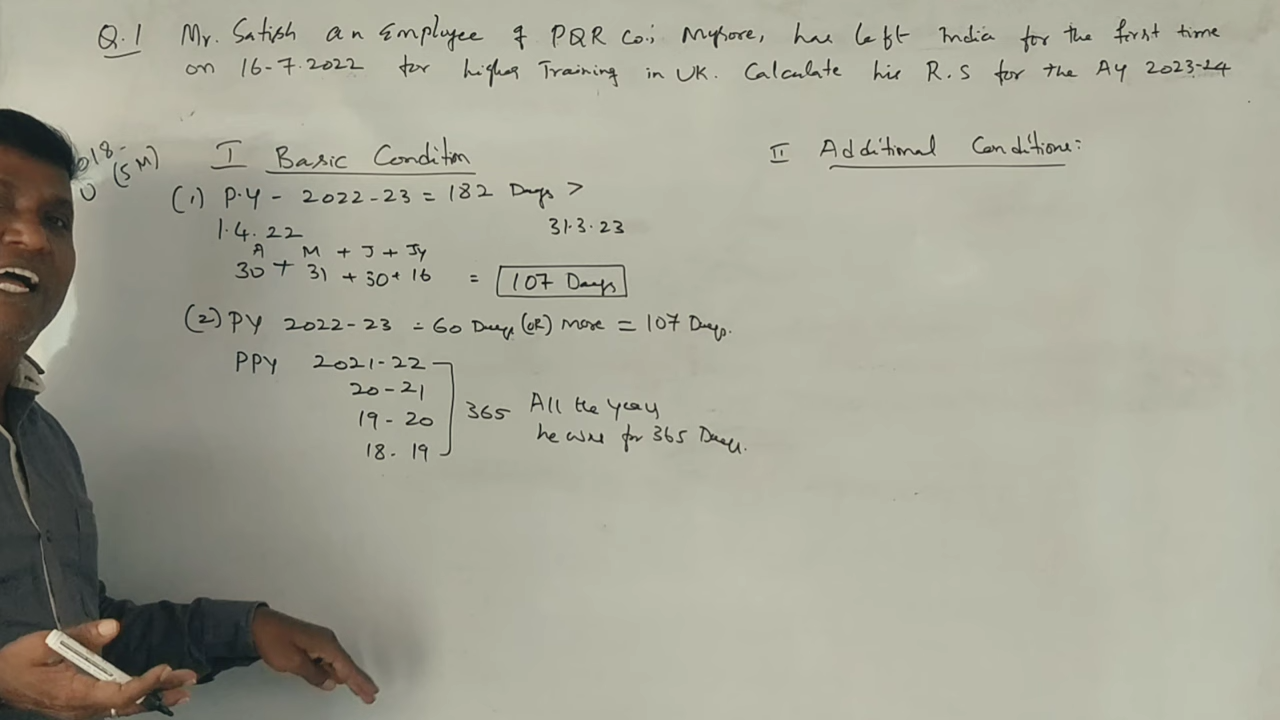 Q.1 Mr. Satish an Employee of PQR Co., Mysore, has left India for the first time
on 16-7.2022 for higher Training in UK. Calculate his R.S for the AY 2023-24
018-
(5M)
I Basic Condition
(1) P.Y - 2022-23 = 182 Days >
1.4.22 31.3.23
A M + J + Jy
30 + 31 + 30 + 16 = 107 Days
(2) PY 2022-23 = 60 Days (or) more = 107 Days.
PPY 2021-22
20-21
19-20
18-19
365 All the years
he was for 365 Days.
II Additional Conditions: